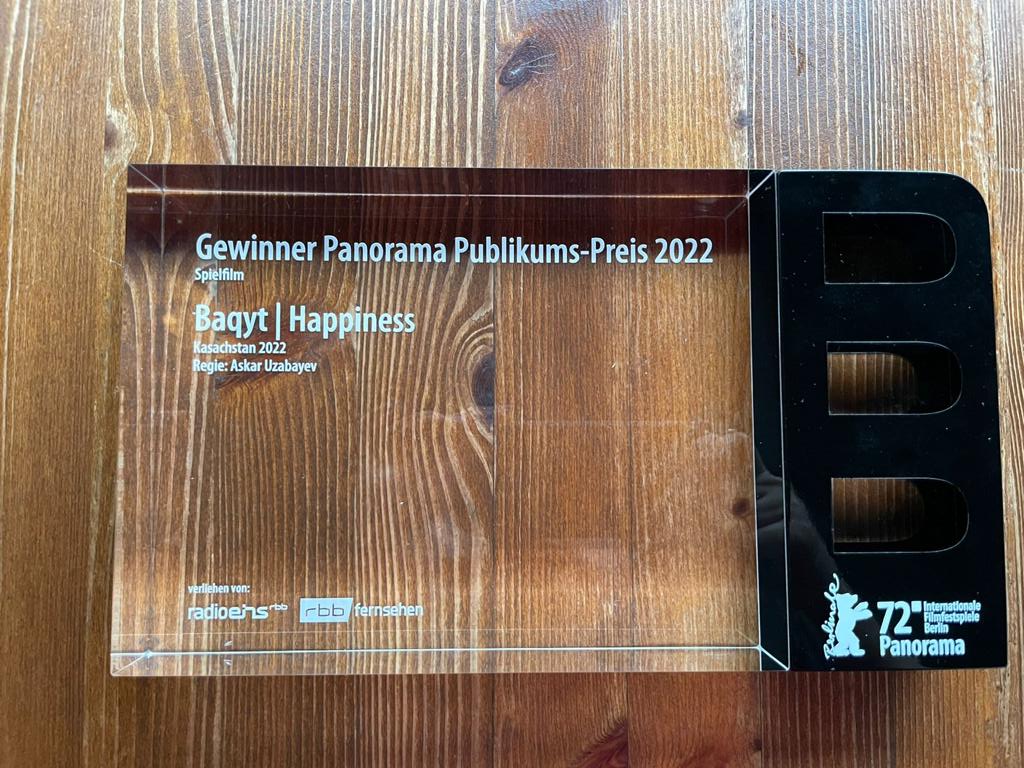 Gewinner Panorama Publikums-Preis 2022
Spielfilm
Baqyt | Happiness
Kasachstan 2022
Regie: Askar Uzabayev
verliehen von:
radioeins rbb rbb fernsehen
Berlinale
72. Internationale
Filmfestspiele
Berlin
Panorama